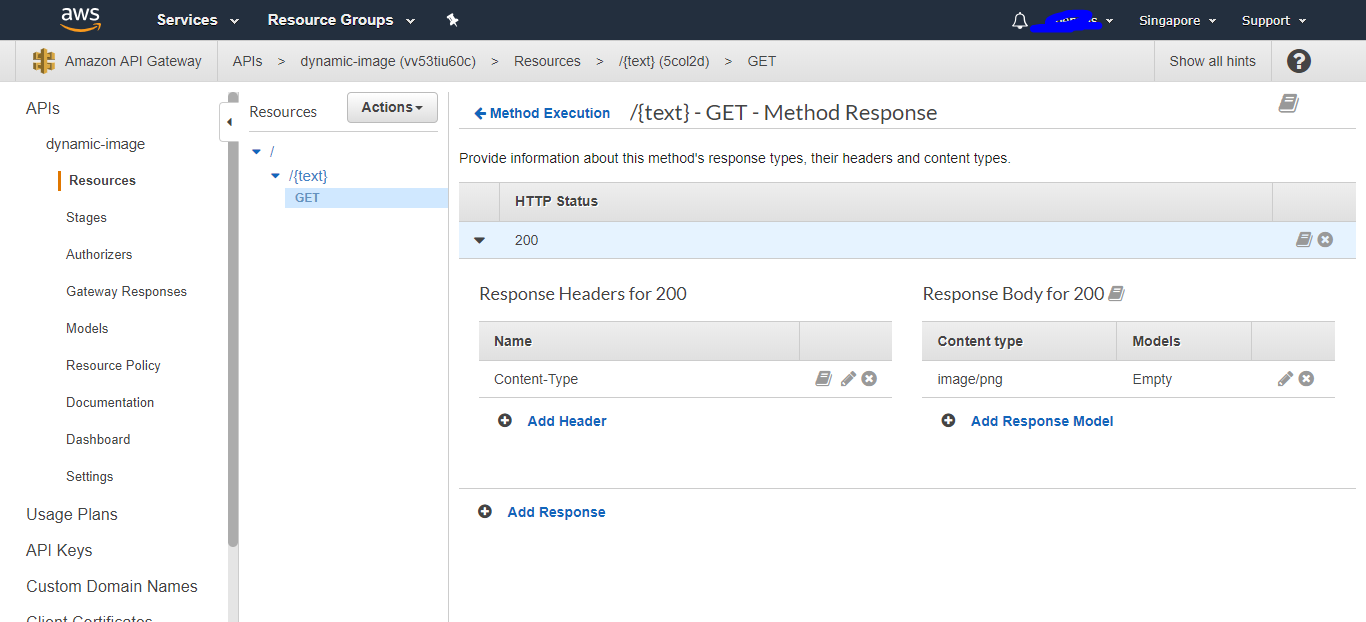 aws Services Resource Groups Singapore Support
Amazon API Gateway APIs > dynamic-image (vv53tiu60c) > Resources > /{text} (5col2d) > GET Show all hints ?
APIs
dynamic-image
Resources
Stages
Authorizers
Gateway Responses
Models
Resource Policy
Documentation
Dashboard
Settings
Usage Plans
API Keys
Custom Domain Names
Client Certificates
Resources Actions
/
/{text}
GET
Method Execution /{text} - GET - Method Response
Provide information about this method's response types, their headers and content types.
HTTP Status
200
Response Headers for 200
Name
Content-Type
Add Header
Response Body for 200
Content type Models
image/png Empty
Add Response Model
Add Response